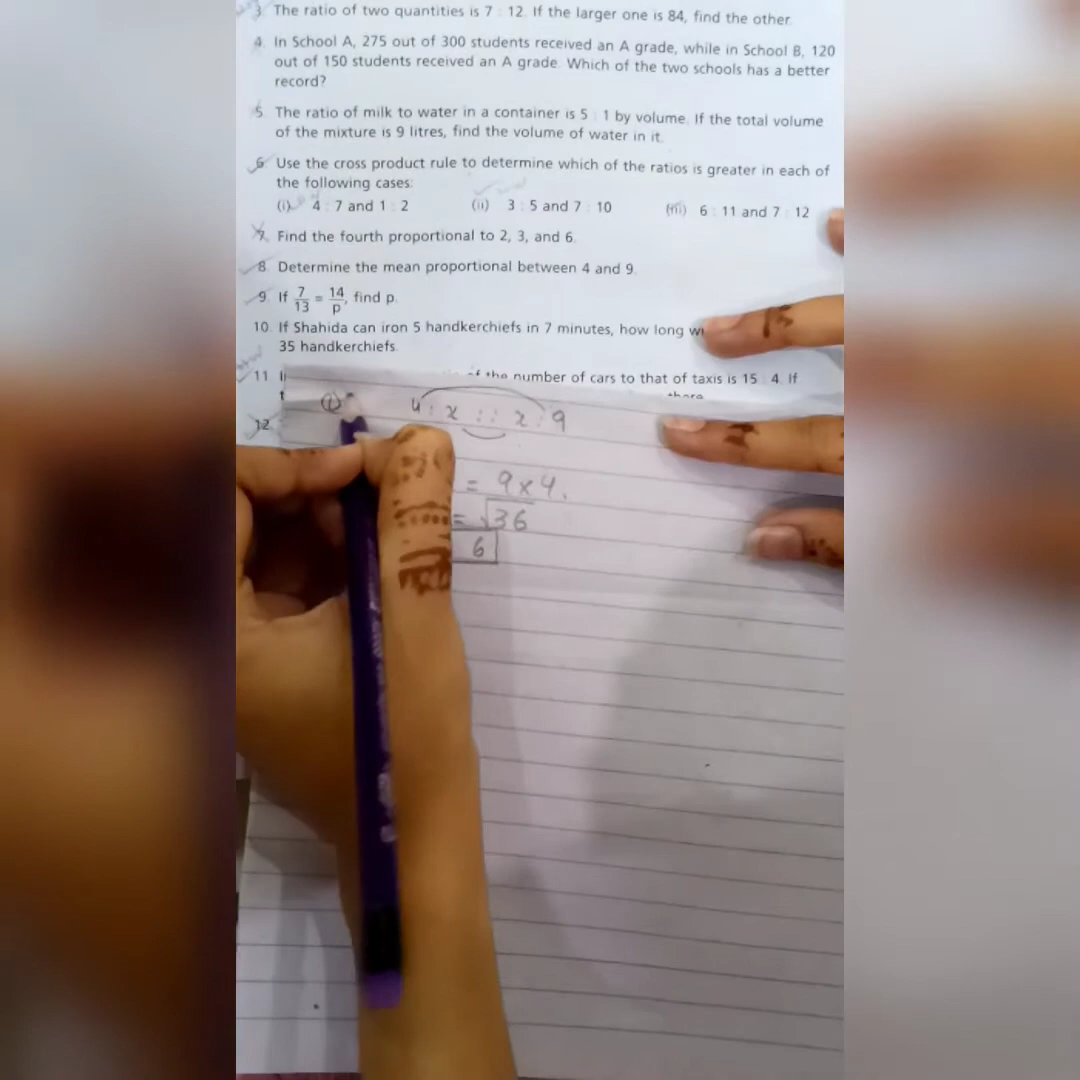 3. The ratio of two quantities is 7 : 12. If the larger one is 84, find the other.
4. In School A, 275 out of 300 students received an A grade, while in School B, 120
out of 150 students received an A grade. Which of the two schools has a better
record?
5. The ratio of milk to water in a container is 5 : 1 by volume. If the total volume
of the mixture is 9 litres, find the volume of water in it.
6. Use the cross product rule to determine which of the ratios is greater in each of
the following cases:
(i) 4 : 7 and 1 : 2 (ii) 3 : 5 and 7 : 10 (iii) 6 : 11 and 7 : 12
7. Find the fourth proportional to 2, 3, and 6.
8. Determine the mean proportional between 4 and 9.
9. If 7/13 = 14/p, find p.
10. If Shahida can iron 5 handkerchiefs in 7 minutes, how long
35 handkerchiefs.
11. the number of cars to that of taxis is 15 : 4. If
12.
4 : x :: x : 9
= 9 x 4.
= √36
6